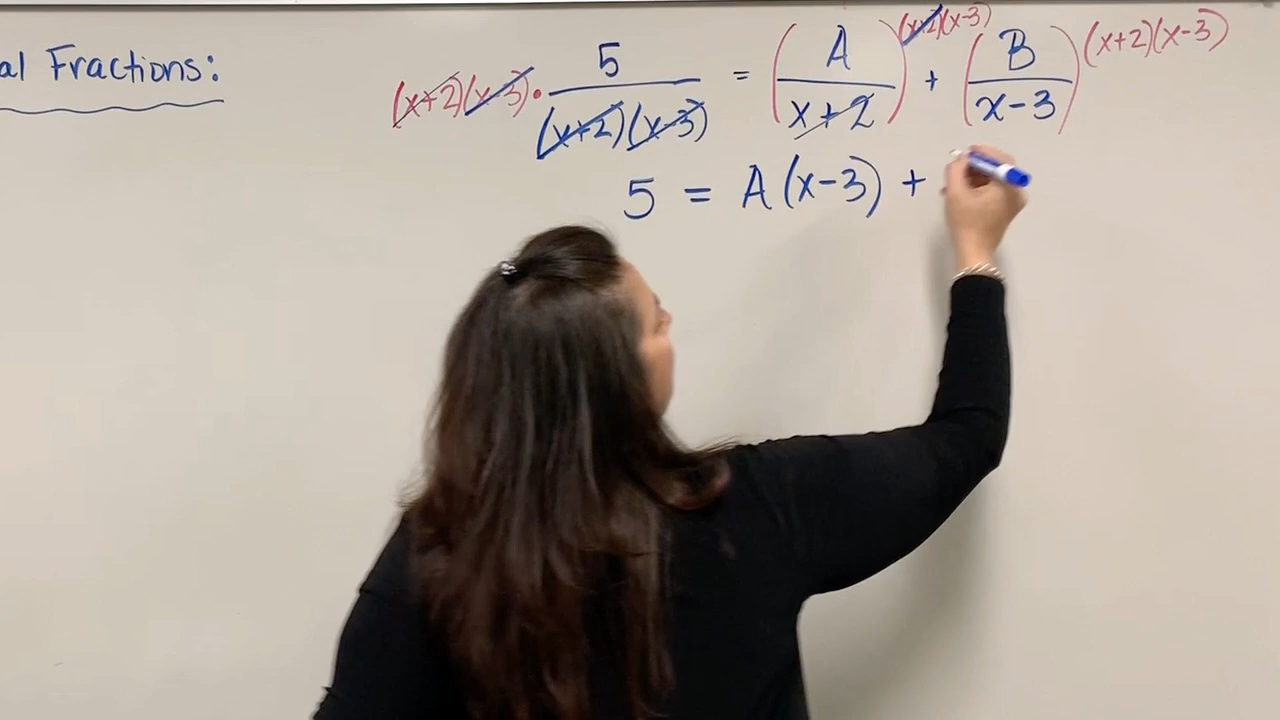 al Fractions:
(x+2)(x-3) • 5/((x+2)(x-3)) = (A/(x+2))(x+2)(x-3) + (B/(x-3))(x+2)(x-3)
5 = A(x-3) +